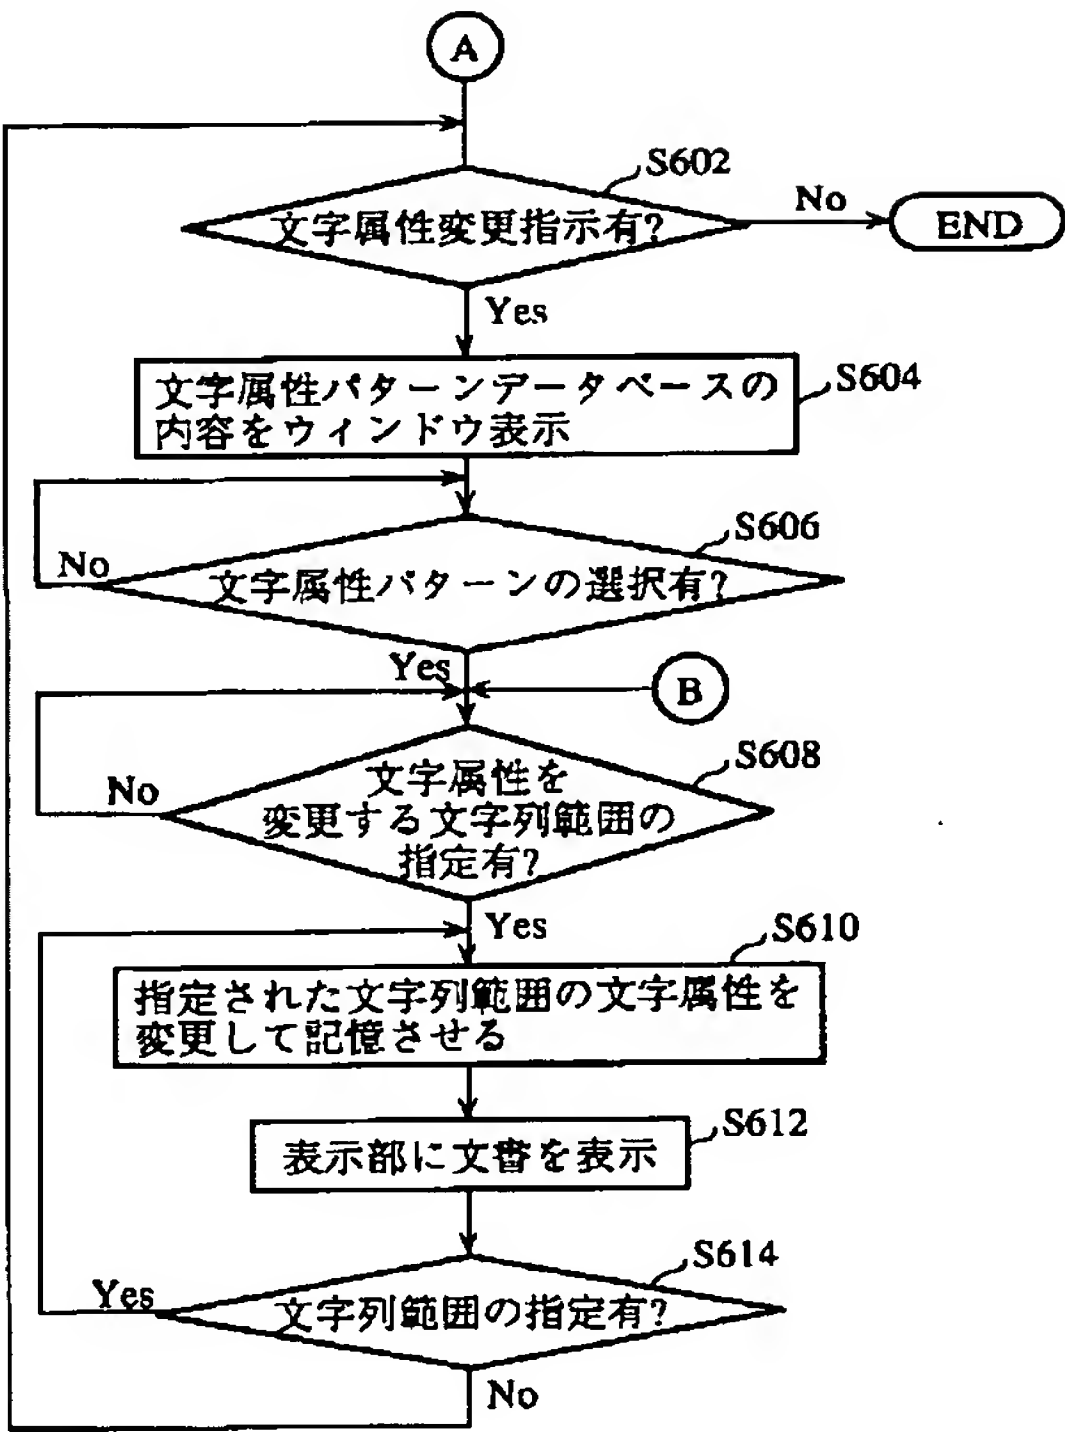 A
S602
No
文字属性変更指示有?
END
Yes
S604
文字属性パターンデータベースの
内容をウィンドウ表示
S606
No
文字属性パターンの選択有?
Yes
B
S608
No
文字属性を
変更する文字列範囲の
指定有?
Yes
S610
指定された文字列範囲の文字属性を
変更して記憶させる
S612
表示部に文書を表示
S614
Yes
文字列範囲の指定有?
No